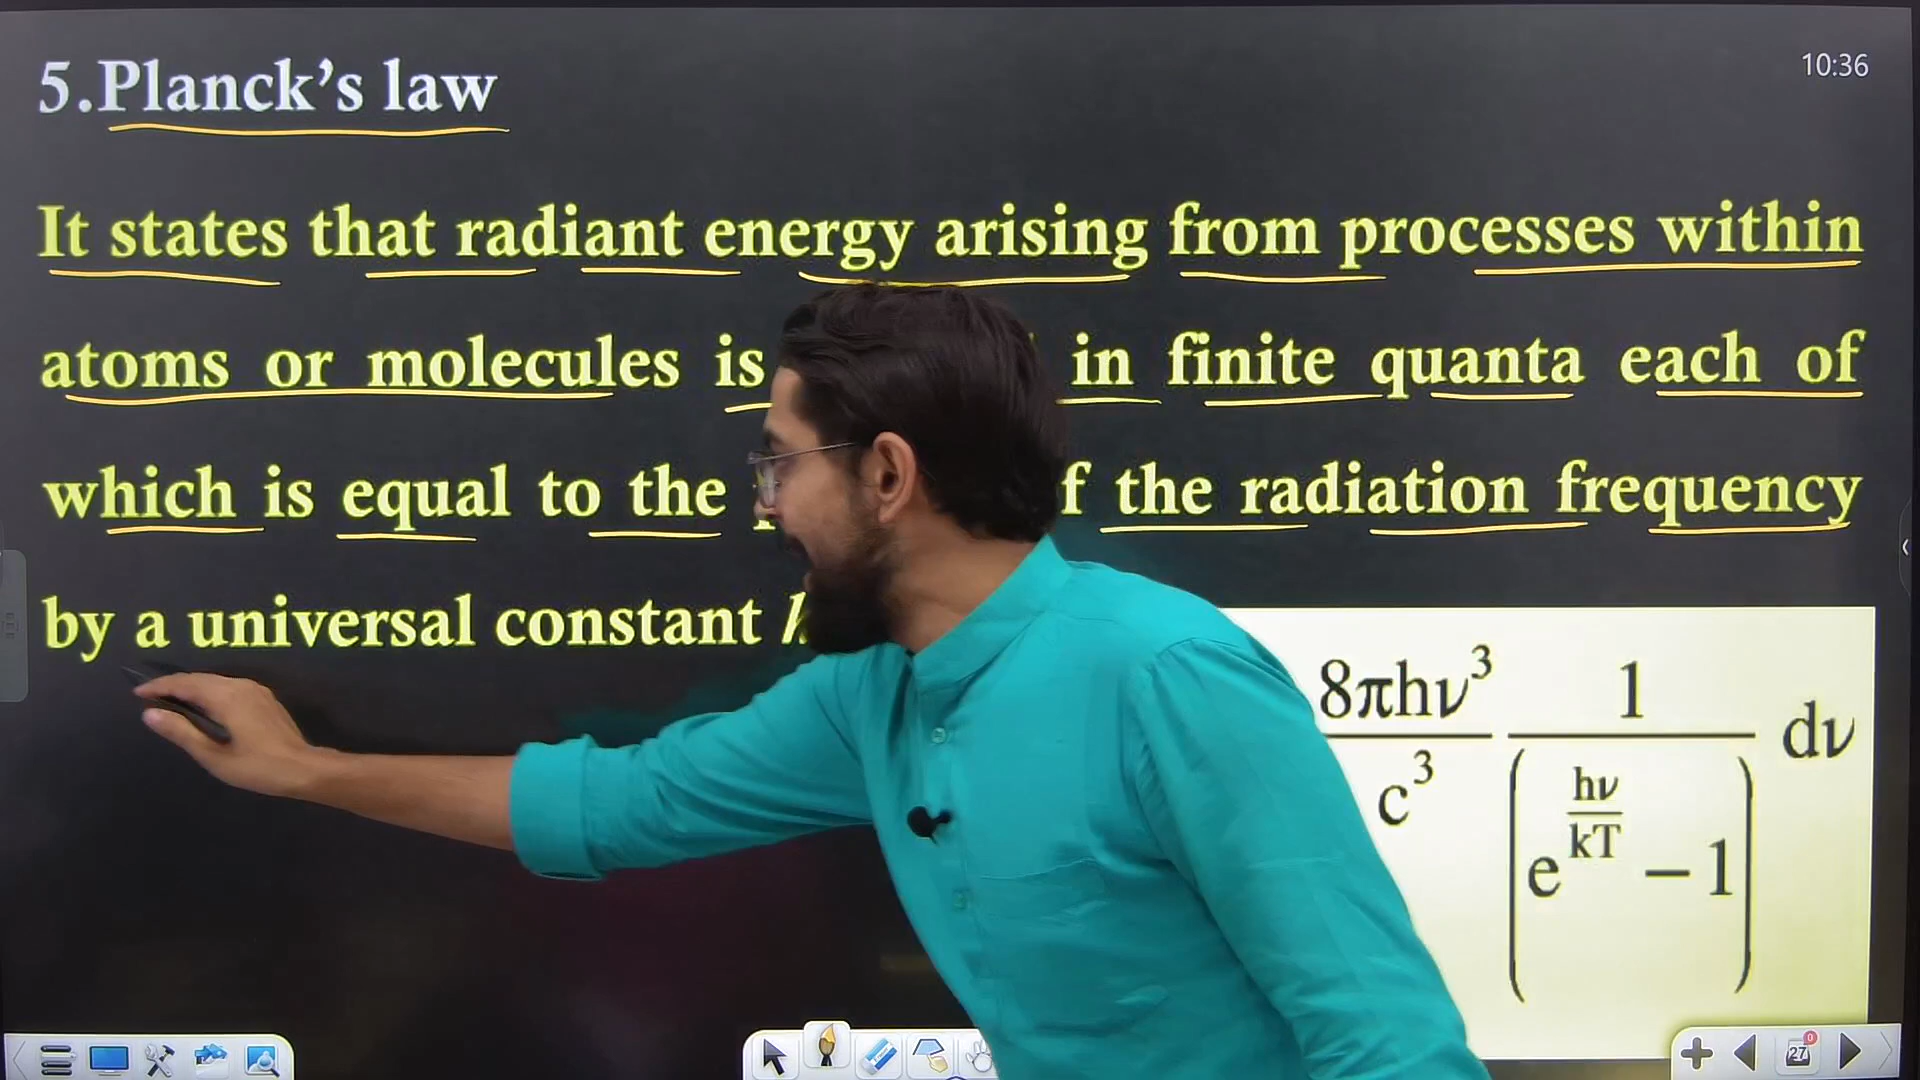 5.Planck's law
10:36
It states that radiant energy arising from processes within
atoms or molecules is in finite quanta each of
which is equal to the f the radiation frequency
by a universal constant h
8πhν³ / c³ 1 / (e^(hν/kT) − 1) dν
27
0